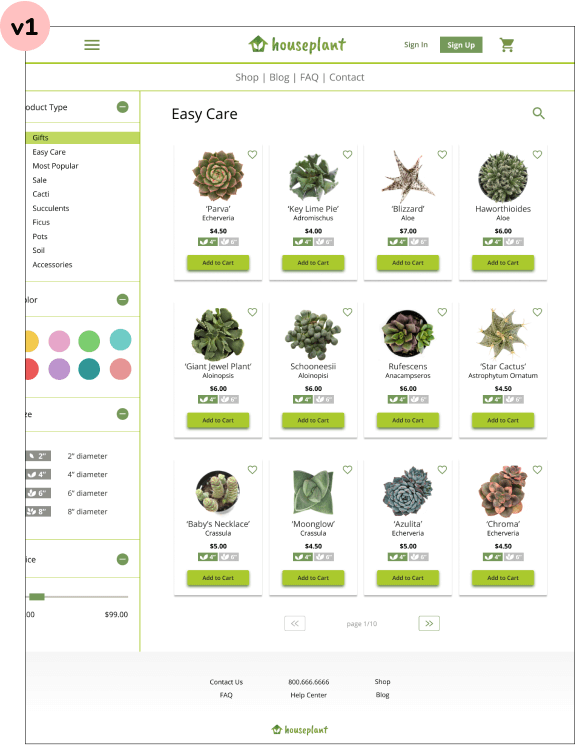 v1
houseplant
Sign In
Sign Up
Shop | Blog | FAQ | Contact
oduct Type
Gifts
Easy Care
Most Popular
Sale
Cacti
Succulents
Ficus
Pots
Soil
Accessories
lor
ze
2" 2" diameter
4" 4" diameter
6" 6" diameter
8" 8" diameter
ice
00 $99.00
Easy Care
'Parva'
Echerveria
$4.50
4" 6"
Add to Cart
'Key Lime Pie'
Adromischus
$4.00
4" 6"
Add to Cart
'Blizzard'
Aloe
$7.00
4" 6"
Add to Cart
Haworthioides
Aloe
$6.00
4" 6"
Add to Cart
'Giant Jewel Plant'
Aloinopsis
$6.00
4" 6"
Add to Cart
Schooneesii
Aloinopisi
$6.00
4" 6"
Add to Cart
Rufescens
Anacampseros
$6.00
4" 6"
Add to Cart
'Star Cactus'
Astrophytum Ornatum
$4.50
4" 6"
Add to Cart
'Baby's Necklace'
Crassula
$5.00
4" 6"
Add to Cart
'Moonglow'
Crassula
$4.50
4" 6"
Add to Cart
'Azulita'
Echerveria
$5.00
4" 6"
Add to Cart
'Chroma'
Echerveria
$4.50
4" 6"
Add to Cart
<< page 1/10 >>
Contact Us 800.666.6666 Shop
FAQ Help Center Blog
houseplant